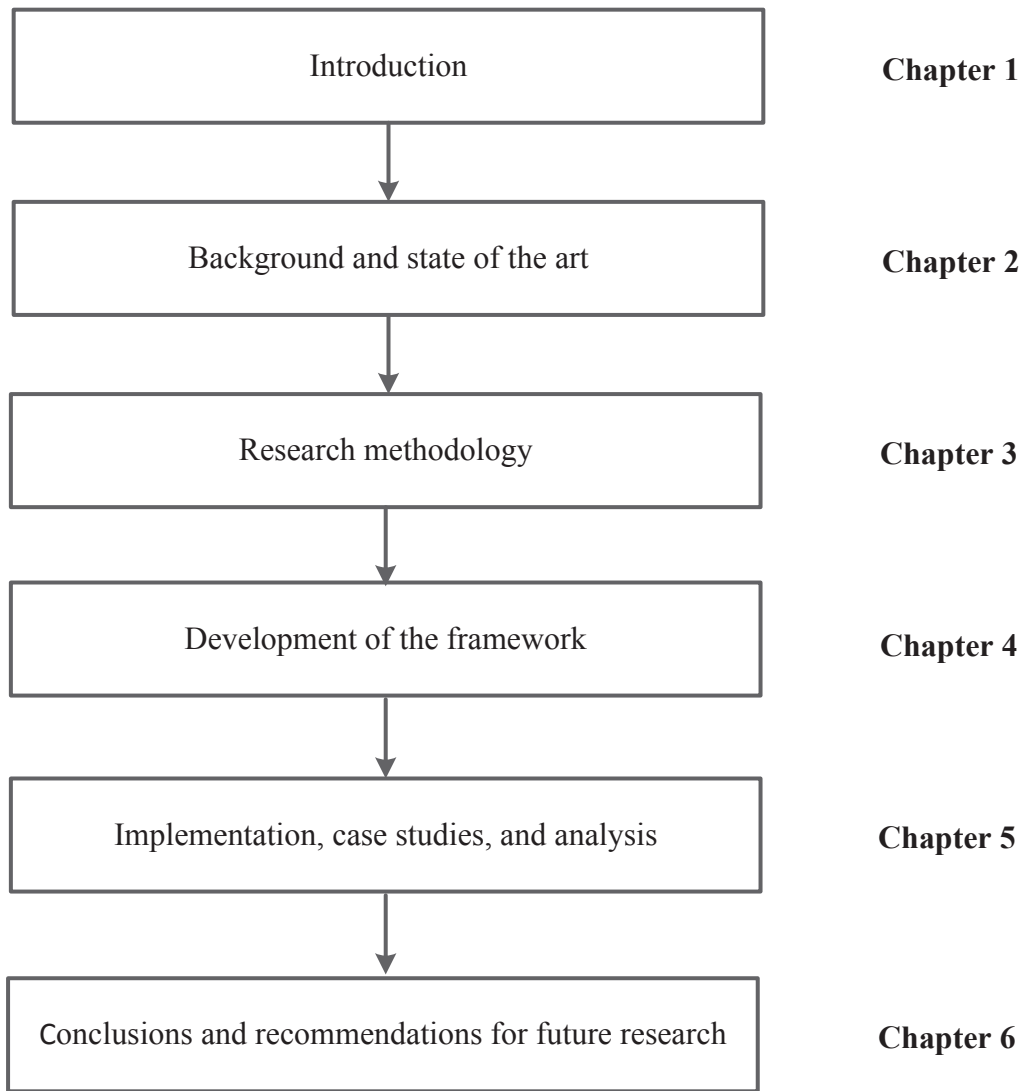 Introduction
Chapter 1
Background and state of the art
Chapter 2
Research methodology
Chapter 3
Development of the framework
Chapter 4
Implementation, case studies, and analysis
Chapter 5
Conclusions and recommendations for future research
Chapter 6